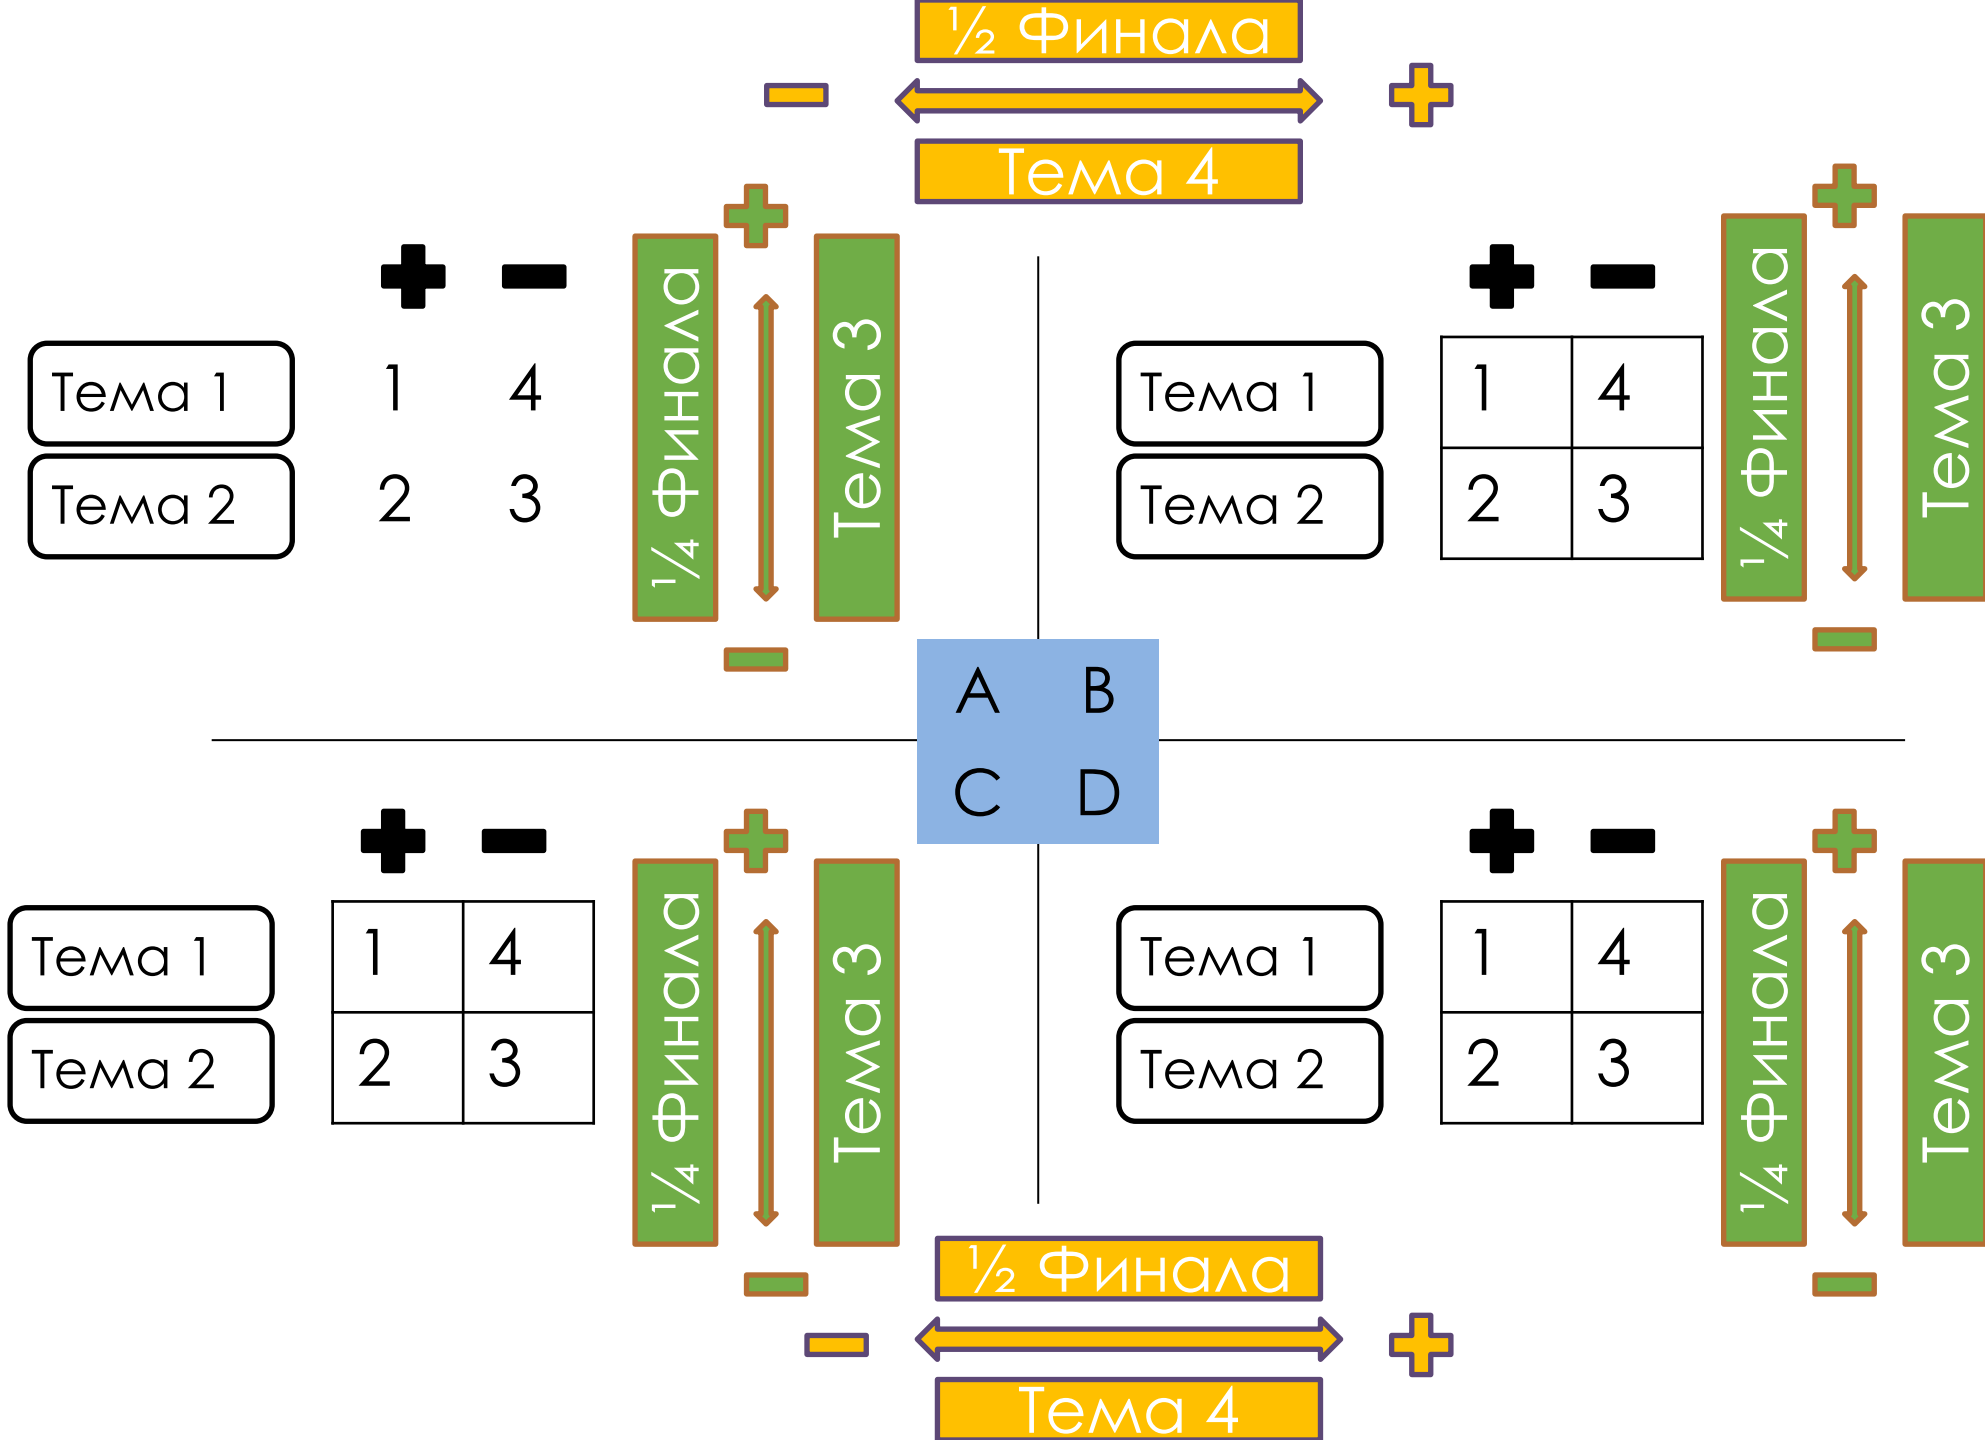 ½ Финала
Тема 4
Тема 1
1 4
Тема 2
2 3
¼ Финала
Тема 3
Тема 1
1 4
Тема 2
2 3
¼ Финала
Тема 3
A B
C D
Тема 1
1 4
Тема 2
2 3
¼ Финала
Тема 3
Тема 1
1 4
Тема 2
2 3
¼ Финала
Тема 3
½ Финала
Тема 4